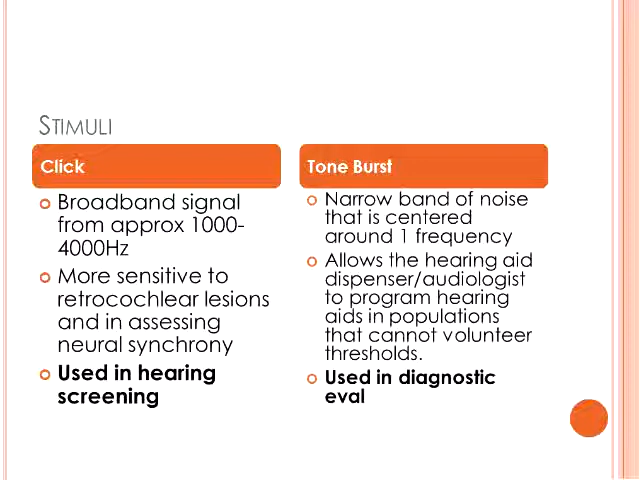 STIMULI
Click
Broadband signal
from approx 1000-
4000Hz
More sensitive to
retrocochlear lesions
and in assessing
neural synchrony
Used in hearing
screening
Tone Burst
Narrow band of noise
that is centered
around 1 frequency
Allows the hearing aid
dispenser/audiologist
to program hearing
aids in populations
that cannot volunteer
thresholds.
Used in diagnostic
eval